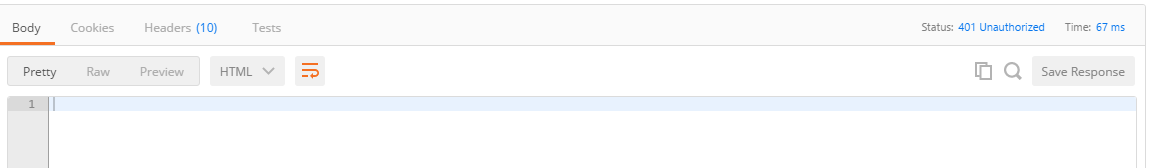 Body Cookies Headers (10) Tests Status: 401 Unauthorized Time: 67 ms
Pretty Raw Preview HTML Save Response
1